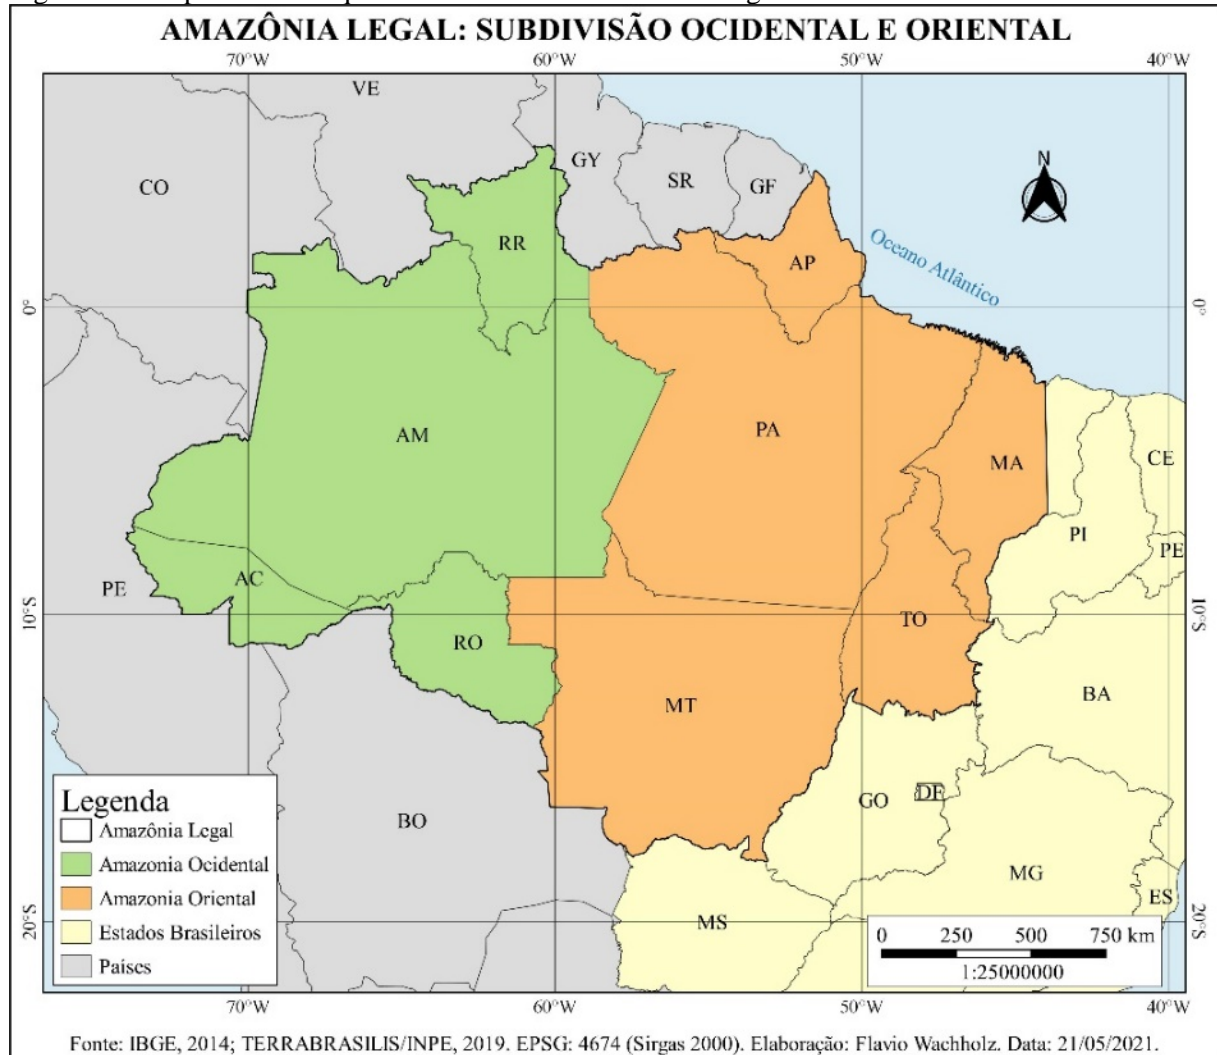 AMAZÔNIA LEGAL: SUBDIVISÃO OCIDENTAL E ORIENTAL
70°W 60°W 50°W 40°W
VE
CO
GY
SR
GF
N
RR
AP
Oceano Atlântico
0° 0°
AM
PA
MA
CE
PI
PE
PE
AC
10°S 10°S
RO
TO
MT
BA
Legenda
Amazônia Legal
Amazonia Ocidental
Amazonia Oriental
Estados Brasileiros
Países
BO
GO
DF
MG
ES
MS
20°S 20°S
0 250 500 750 km
1:25000000
70°W 60°W 50°W 40°W
Fonte: IBGE, 2014; TERRABRASILIS/INPE, 2019. EPSG: 4674 (Sirgas 2000). Elaboração: Flavio Wachholz. Data: 21/05/2021.